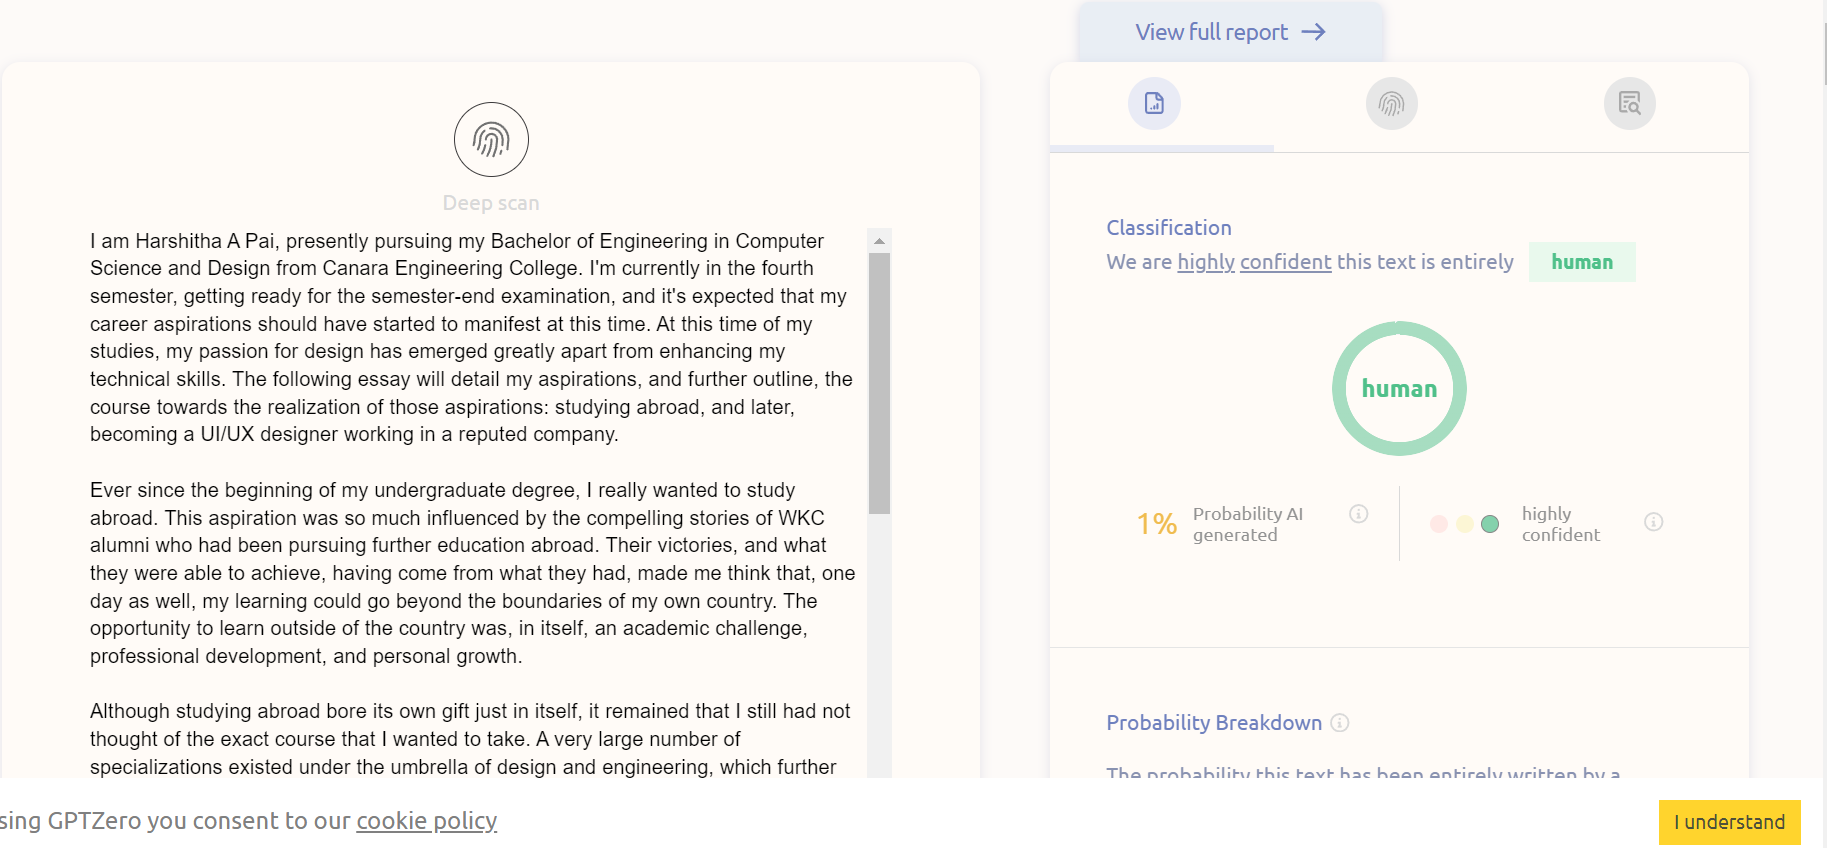 View full report →
Deep scan
I am Harshitha A Pai, presently pursuing my Bachelor of Engineering in Computer
Science and Design from Canara Engineering College. I'm currently in the fourth
semester, getting ready for the semester-end examination, and it's expected that my
career aspirations should have started to manifest at this time. At this time of my
studies, my passion for design has emerged greatly apart from enhancing my
technical skills. The following essay will detail my aspirations, and further outline, the
course towards the realization of those aspirations: studying abroad, and later,
becoming a UI/UX designer working in a reputed company.
Ever since the beginning of my undergraduate degree, I really wanted to study
abroad. This aspiration was so much influenced by the compelling stories of WKC
alumni who had been pursuing further education abroad. Their victories, and what
they were able to achieve, having come from what they had, made me think that, one
day as well, my learning could go beyond the boundaries of my own country. The
opportunity to learn outside of the country was, in itself, an academic challenge,
professional development, and personal growth.
Although studying abroad bore its own gift just in itself, it remained that I still had not
thought of the exact course that I wanted to take. A very large number of
specializations existed under the umbrella of design and engineering, which further
Classification
We are highly confident this text is entirely human
human
1% Probability AI
generated
highly
confident
Probability Breakdown
The probability this text has been entirely written by a
sing GPTZero you consent to our cookie policy
I understand